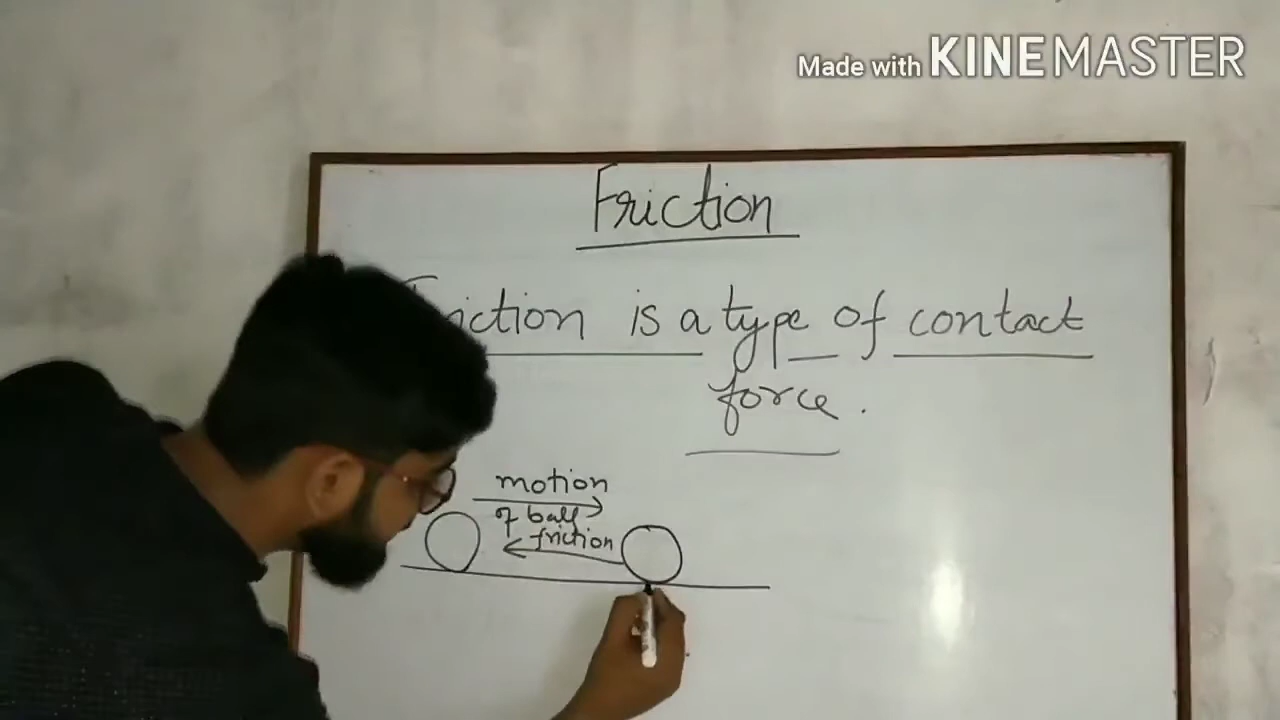 Made with KINEMASTER
Friction
Friction is a type of contact
force.
motion
of ball
friction